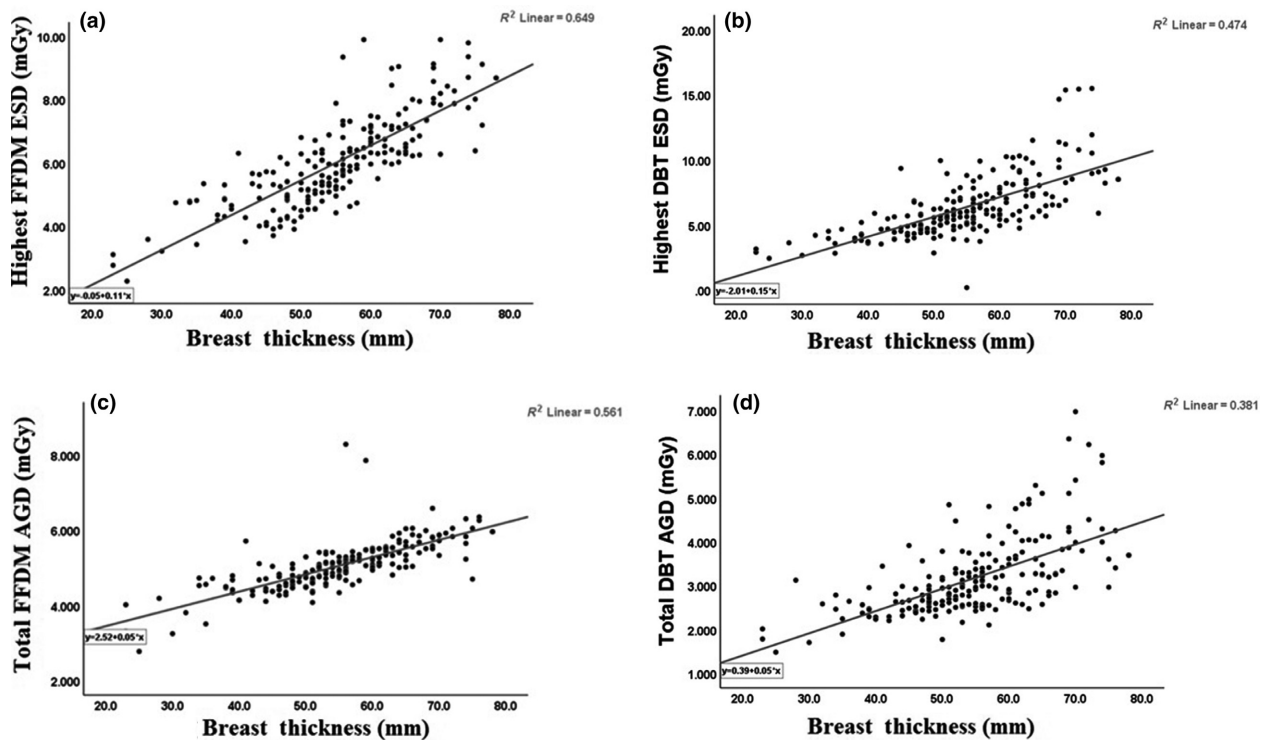 (a)
R² Linear = 0.649
Highest FFDM ESD (mGy)
10.00
8.00
6.00
4.00
2.00
y=-0.05+0.11*x
20.0 30.0 40.0 50.0 60.0 70.0 80.0
Breast thickness (mm)
(b)
R² Linear = 0.474
Highest DBT ESD (mGy)
20.00
15.00
10.00
5.00
.00
y=-2.01+0.15*x
20.0 30.0 40.0 50.0 60.0 70.0 80.0
Breast thickness (mm)
(c)
R² Linear = 0.561
Total FFDM AGD (mGy)
8.000
6.000
4.000
2.000
y=2.52+0.05*x
20.0 30.0 40.0 50.0 60.0 70.0 80.0
Breast thickness (mm)
(d)
R² Linear = 0.381
Total DBT AGD (mGy)
7.000
6.000
5.000
4.000
3.000
2.000
1.000
y=0.39+0.05*x
20.0 30.0 40.0 50.0 60.0 70.0 80.0
Breast thickness (mm)